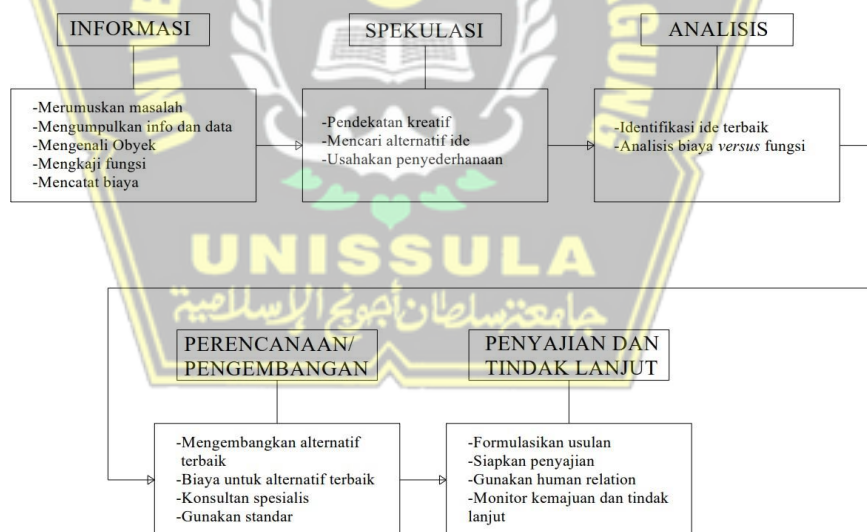 INFORMASI
-Merumuskan masalah
-Mengumpulkan info dan data
-Mengenali Obyek
-Mengkaji fungsi
-Mencatat biaya
SPEKULASI
-Pendekatan kreatif
-Mencari alternatif ide
-Usahakan penyederhanaan
ANALISIS
-Identifikasi ide terbaik
-Analisis biaya versus fungsi
UNISSULA
جامعة سلطان أجونج الإسلامية
PERENCANAAN/
PENGEMBANGAN
-Mengembangkan alternatif
terbaik
-Biaya untuk alternatif terbaik
-Konsultan spesialis
-Gunakan standar
PENYAJIAN DAN
TINDAK LANJUT
-Formulasikan usulan
-Siapkan penyajian
-Gunakan human relation
-Monitor kemajuan dan tindak
lanjut